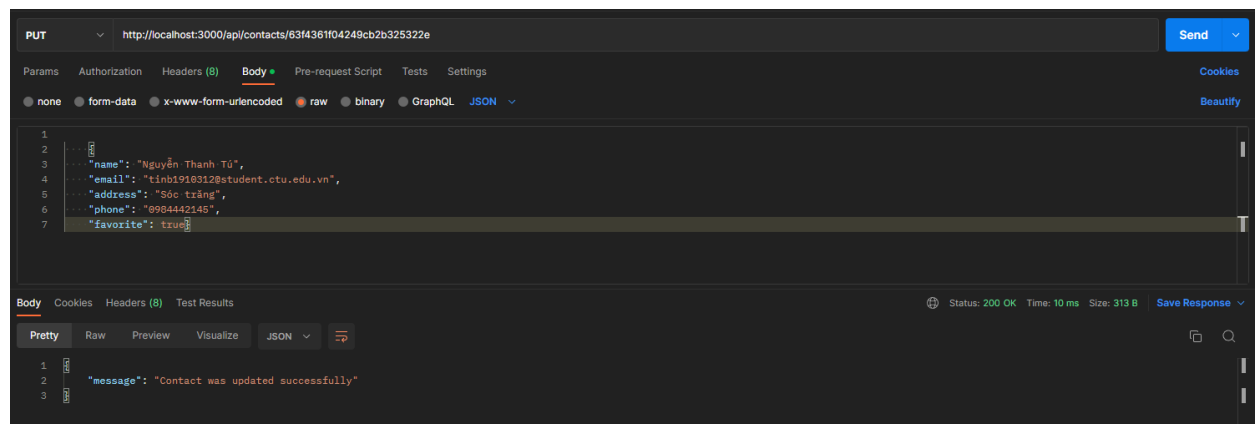 PUT http://localhost:3000/api/contacts/63f4361f04249cb2b325322e Send
Params Authorization Headers (8) Body Pre-request Script Tests Settings Cookies
none form-data x-www-form-urlencoded raw binary GraphQL JSON Beautify
1
2 {
3 "name": "Nguyễn Thanh Tú",
4 "email": "tinb1910312@student.ctu.edu.vn",
5 "address": "Sóc trăng",
6 "phone": "0984442145",
7 "favorite": true}
Body Cookies Headers (8) Test Results Status: 200 OK Time: 10 ms Size: 313 B Save Response
Pretty Raw Preview Visualize JSON
1 {
2 "message": "Contact was updated successfully"
3 }